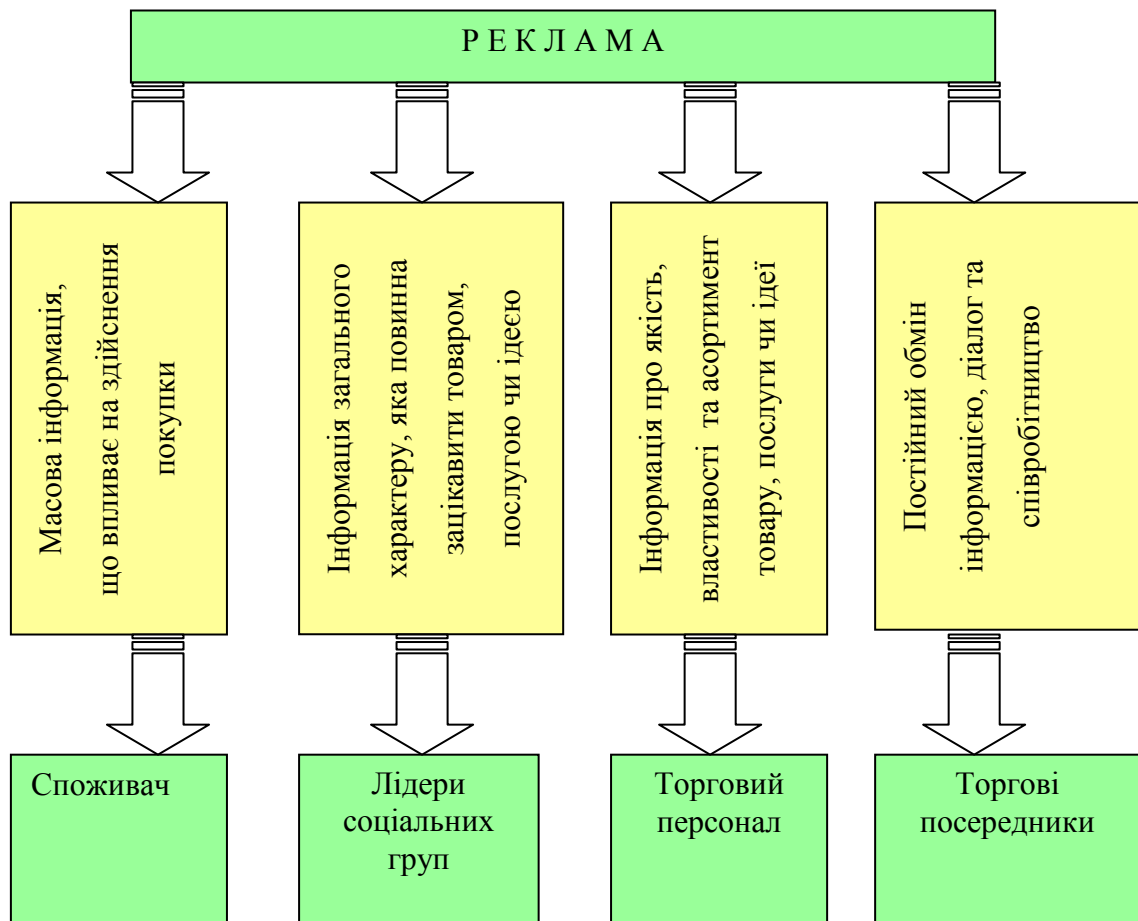 Р Е К Л А М А
Масова інформація,
що впливає на здійснення
покупки
Інформація загального
характеру, яка повинна
зацікавити товаром,
послугою чи ідеєю
Інформація про якість,
властивості та асортимент
товару, послуги чи ідеї
Постійний обмін
інформацією, діалог та
співробітництво
Споживач
Лідери
соціальних
груп
Торговий
персонал
Торгові
посередники